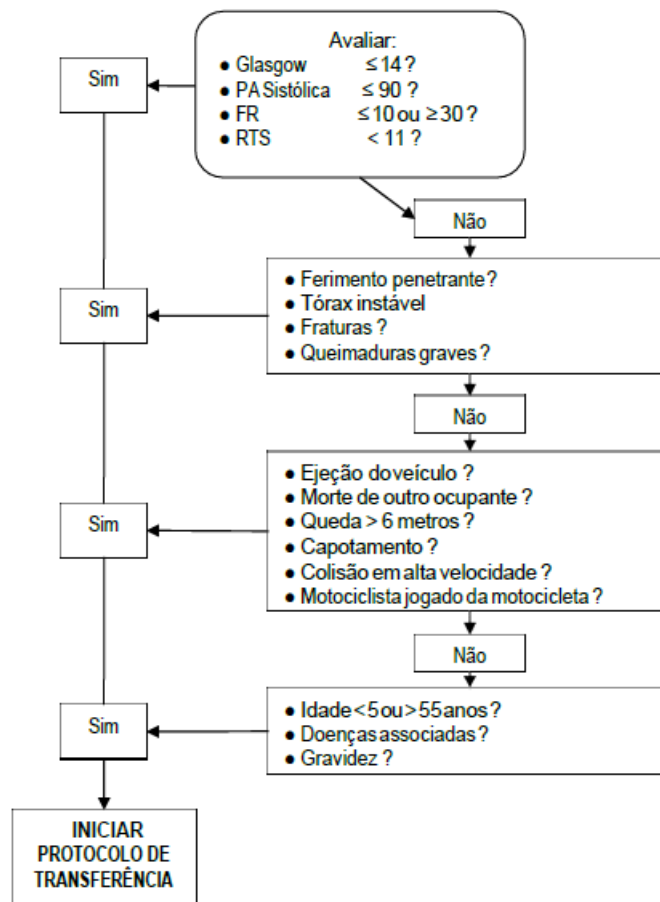 Avaliar:
● Glasgow ≤ 14 ?
● PA Sistólica ≤ 90 ?
● FR ≤ 10 ou ≥ 30 ?
● RTS < 11 ?
Sim
Não
● Ferimento penetrante ?
● Tórax instável
● Fraturas ?
● Queimaduras graves ?
Sim
Não
● Ejeção do veículo ?
● Morte de outro ocupante ?
● Queda > 6 metros ?
● Capotamento ?
● Colisão em alta velocidade ?
● Motociclista jogado da motocicleta ?
Sim
Não
● Idade < 5 ou > 55 anos ?
● Doenças associadas ?
● Gravidez ?
Sim
INICIAR
PROTOCOLO DE
TRANSFERÊNCIA